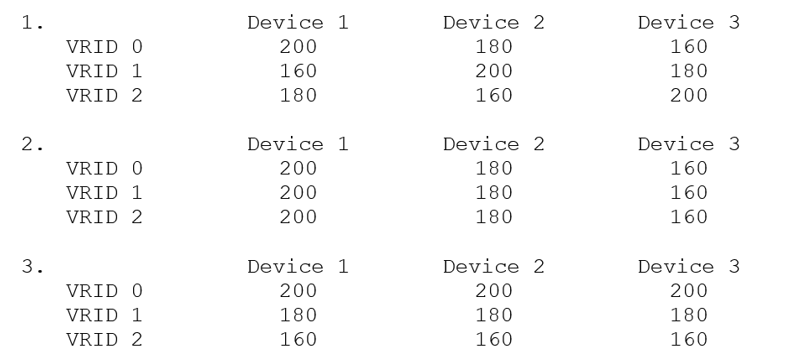 1. Device 1 Device 2 Device 3
VRID 0 200 180 160
VRID 1 160 200 180
VRID 2 180 160 200
2. Device 1 Device 2 Device 3
VRID 0 200 180 160
VRID 1 200 180 160
VRID 2 200 180 160
3. Device 1 Device 2 Device 3
VRID 0 200 200 200
VRID 1 180 180 180
VRID 2 160 160 160